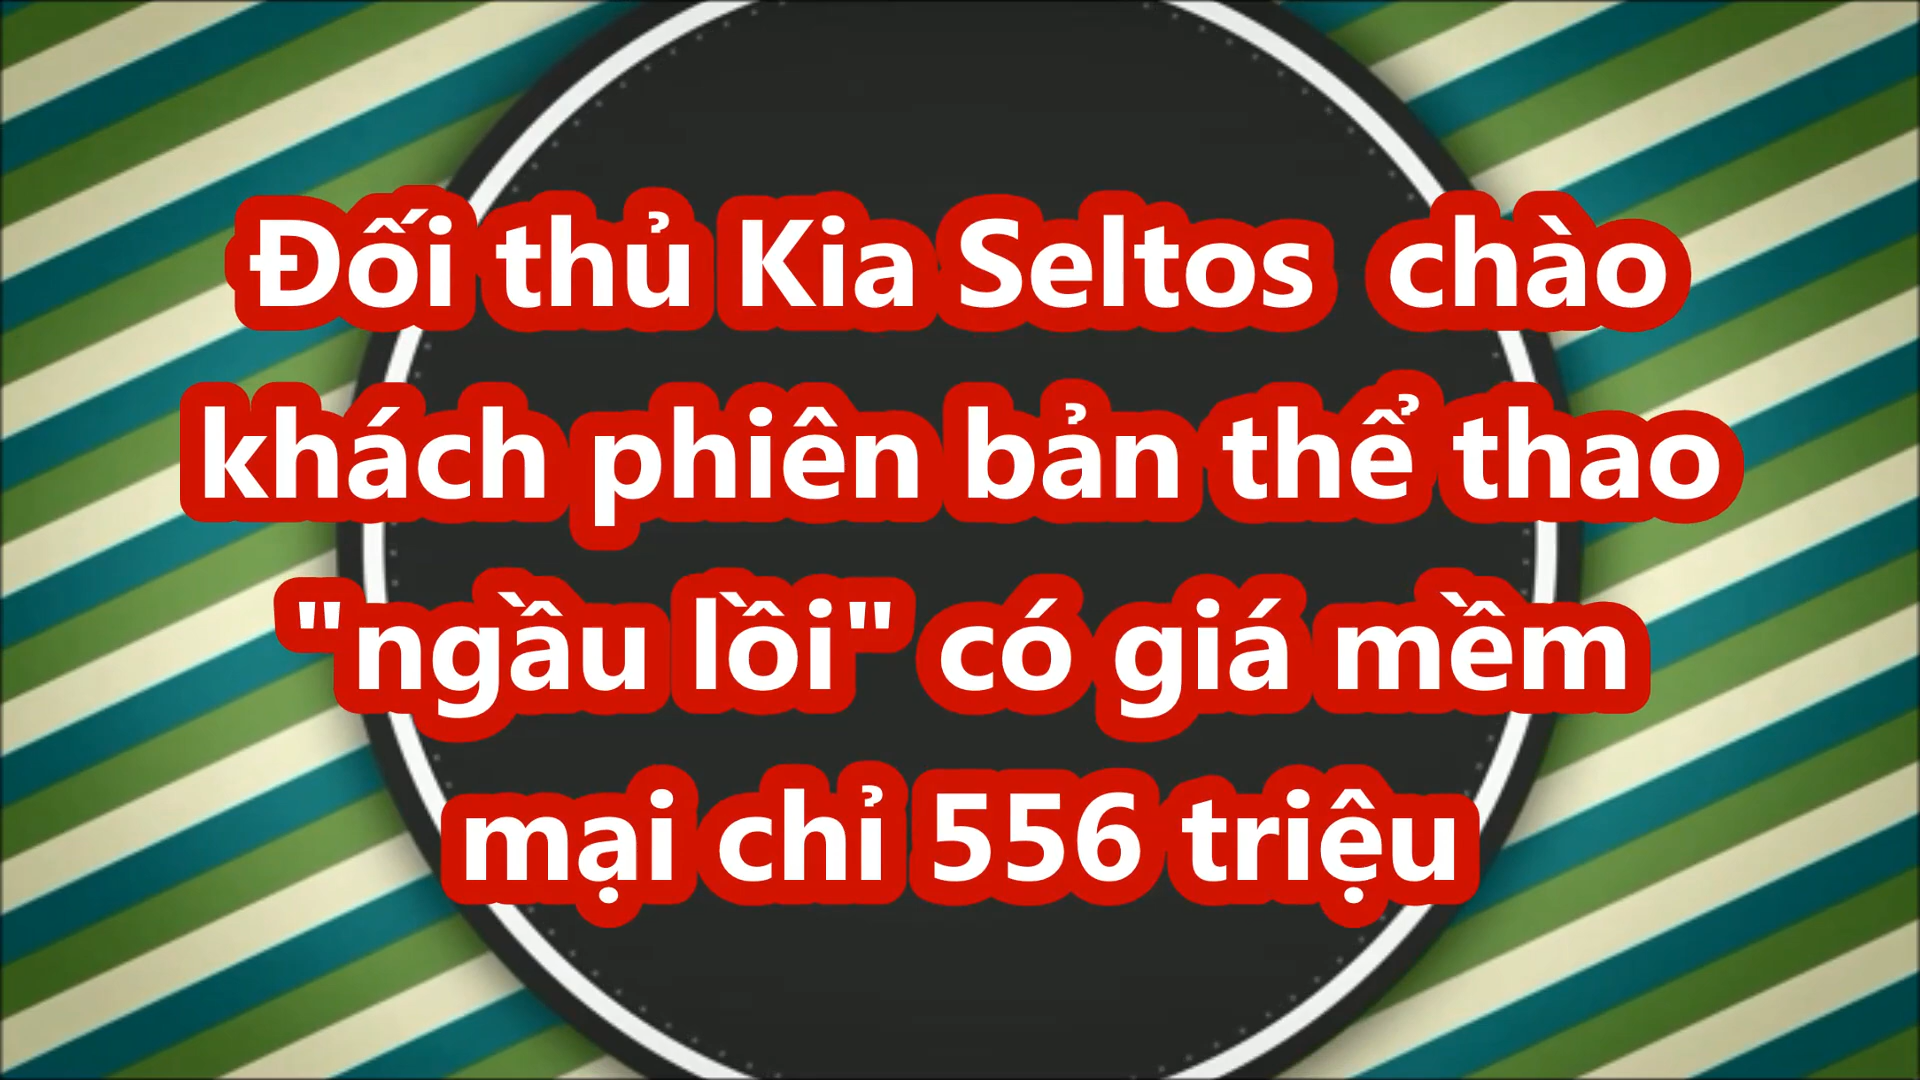 Đối thủ Kia Seltos  chào
khách phiên bản thể thao
"ngầu lồi" có giá mềm
mại chỉ 556 triệu